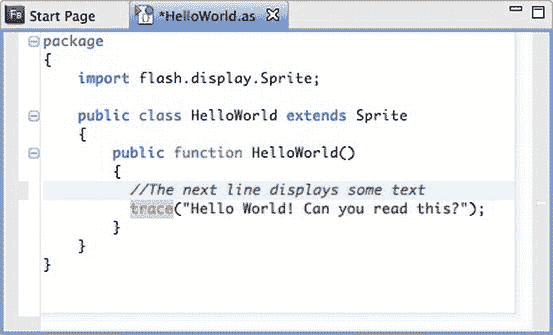 Fb Start Page *HelloWorld.as
package
{
    import flash.display.Sprite;

    public class HelloWorld extends Sprite
    {
        public function HelloWorld()
        {
          //The next line displays some text
          trace("Hello World! Can you read this?");
        }
    }
}